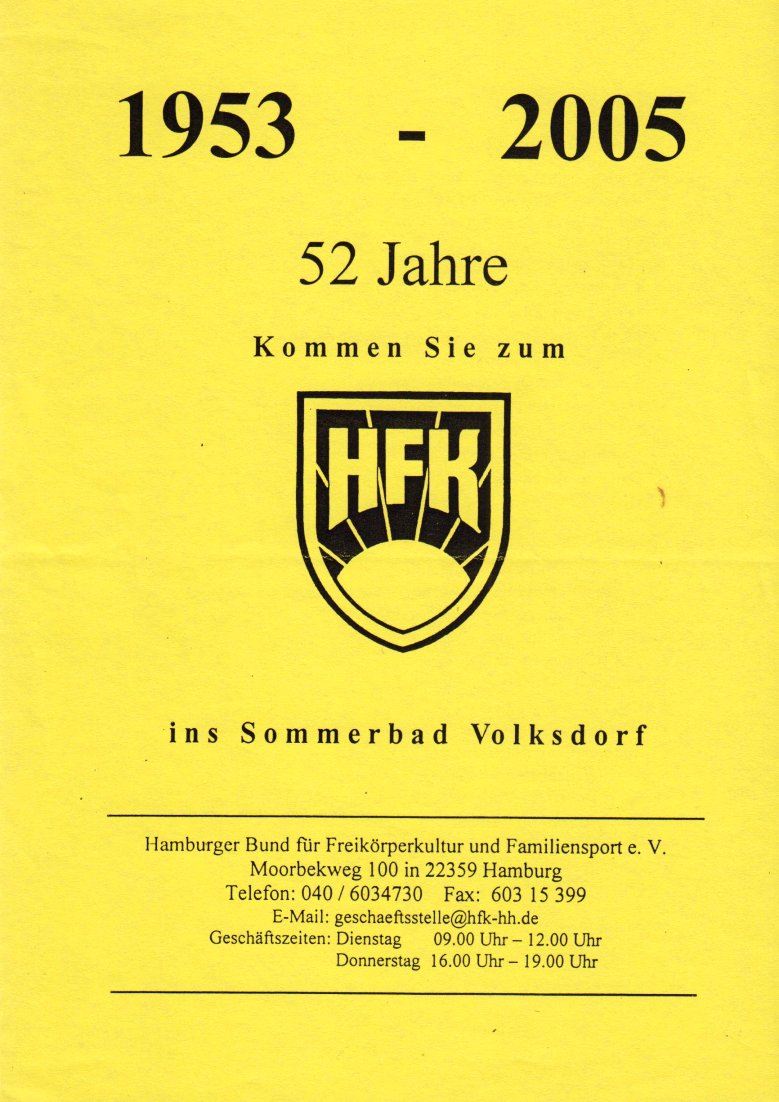 1953 - 2005
52 Jahre
Kommen Sie zum
HFK
ins Sommerbad Volksdorf
Hamburger Bund für Freikörperkultur und Familiensport e. V.
Moorbekweg 100 in 22359 Hamburg
Telefon: 040 / 6034730 Fax: 603 15 399
E-Mail: geschaeftsstelle@hfk-hh.de
Geschäftszeiten: Dienstag 09.00 Uhr – 12.00 Uhr
Donnerstag 16.00 Uhr – 19.00 Uhr